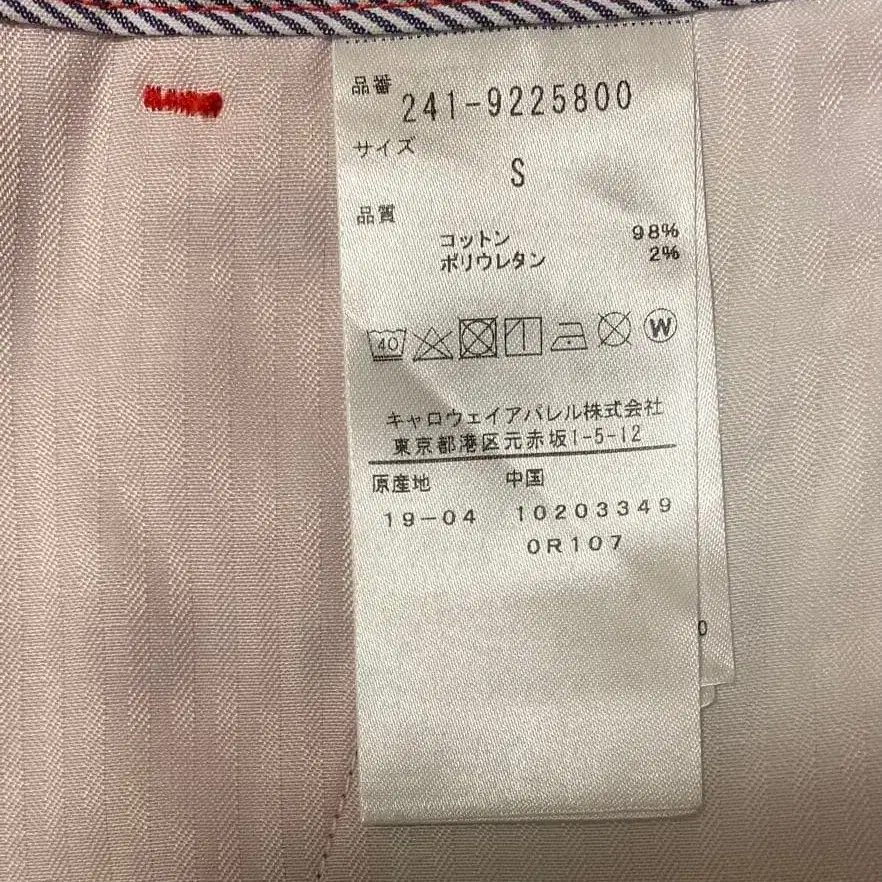 品番
241-9225800
サイズ
S
品質
コットン 98%
ポリウレタン 2%
40 W
キャロウェイアパレル株式会社
東京都港区元赤坂1-5-12
原産地 中国
19-04 10203349
0R107
0